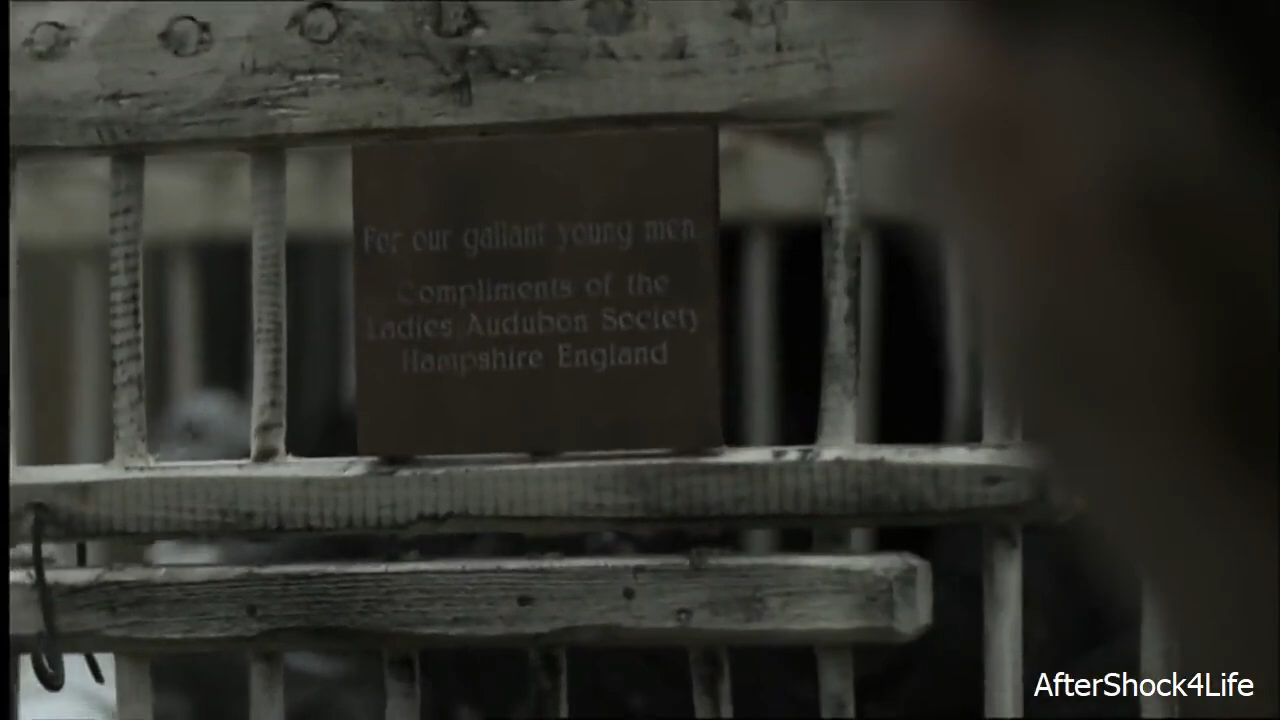 For our gallant young men
Compliments of the
Ladies Audubon Society
Hampshire England
AfterShock4Life